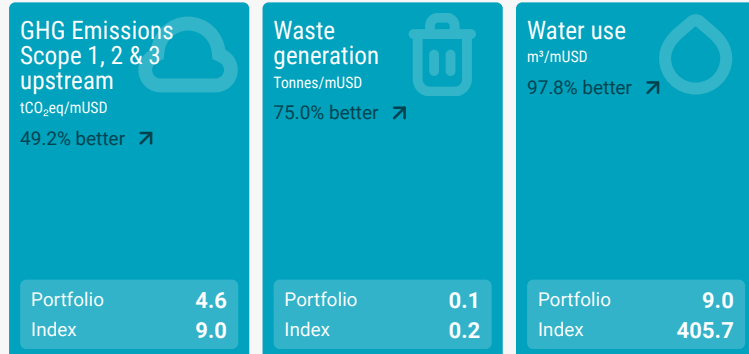 GHG Emissions
Scope 1, 2 & 3
upstream
tCO₂eq/mUSD
49.2% better
Portfolio 4.6
Index 9.0
Waste
generation
Tonnes/mUSD
75.0% better
Portfolio 0.1
Index 0.2
Water use
m³/mUSD
97.8% better
Portfolio 9.0
Index 405.7